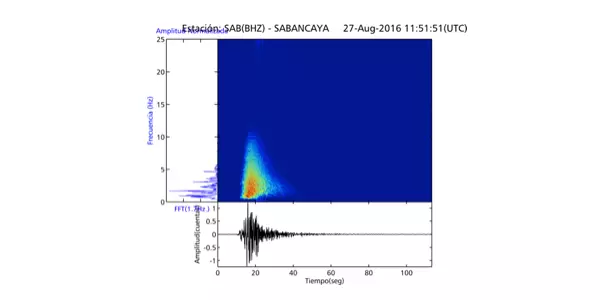 Estación: SAB(BHZ) - SABANCAYA 27-Aug-2016 11:51:51(UTC)
Amplitud Normalizada
25
20
15
10
5
0
Frecuencia (Hz)
FFT(1.7Hz.)
1
0.5
0
-0.5
-1
Amplitud(cuentas)
0 20 40 60 80 100
Tiempo(seg)